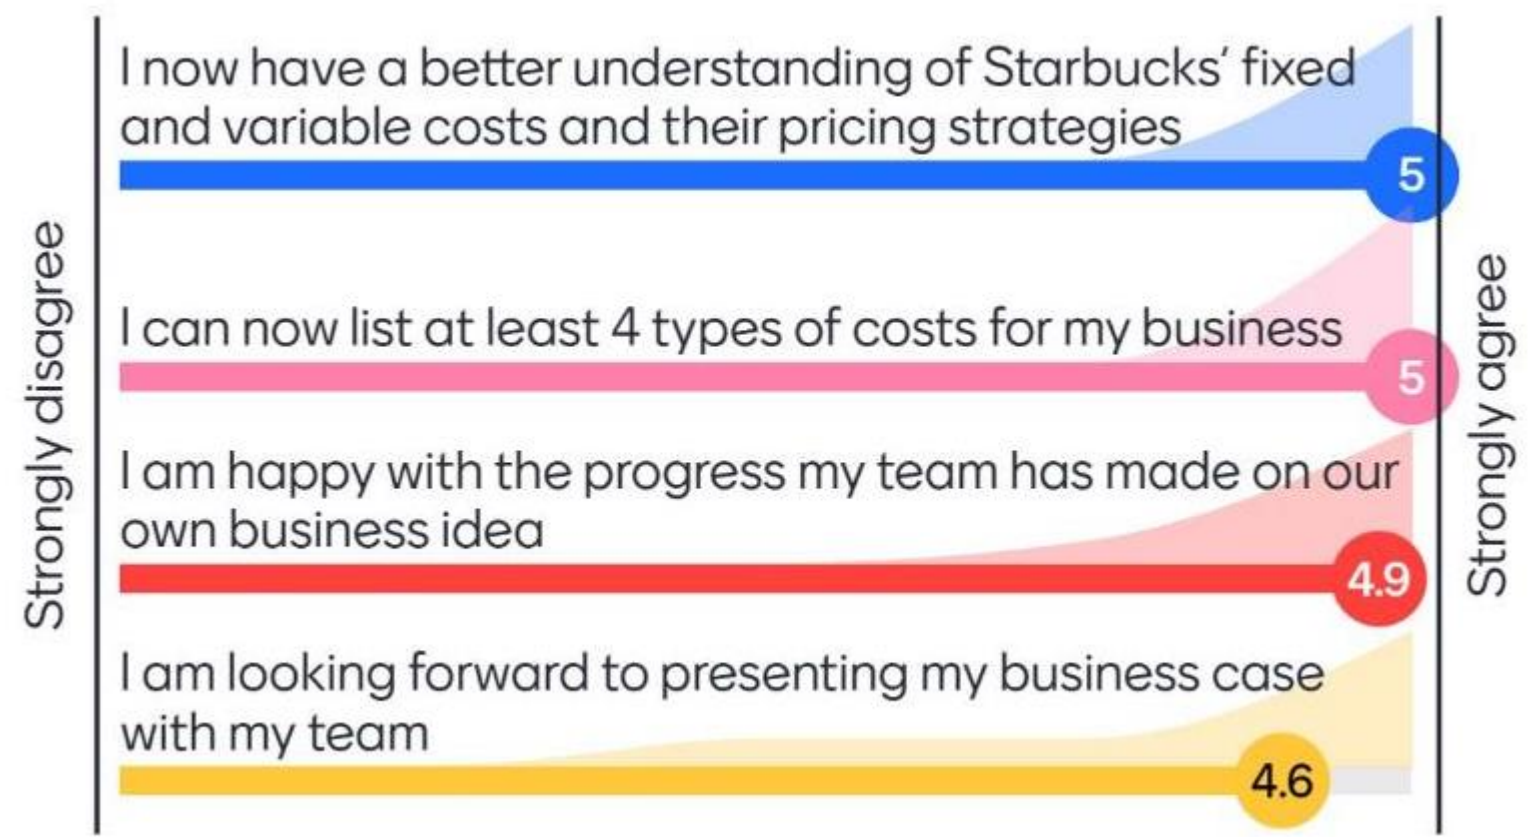 I now have a better understanding of Starbucks’ fixed
and variable costs and their pricing strategies
5
I can now list at least 4 types of costs for my business
5
I am happy with the progress my team has made on our
own business idea
4.9
I am looking forward to presenting my business case
with my team
4.6
Strongly disagree
Strongly agree